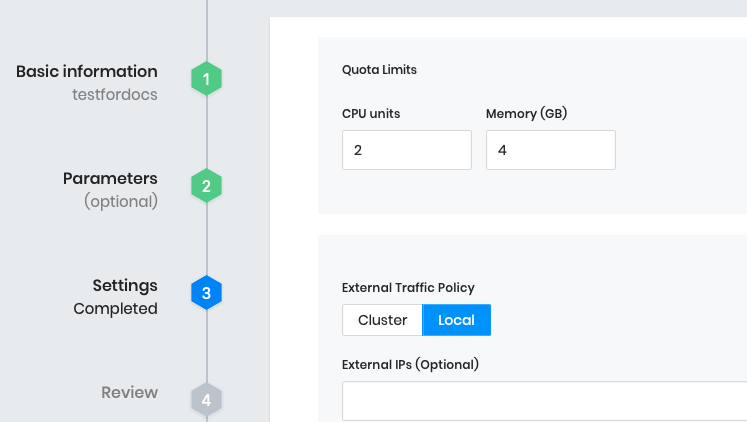 Basic information
testfordocs
1
Parameters
(optional)
2
Settings
Completed
3
Review
4
Quota Limits
CPU units
Memory (GB)
2
4
External Traffic Policy
Cluster
Local
External IPs (Optional)